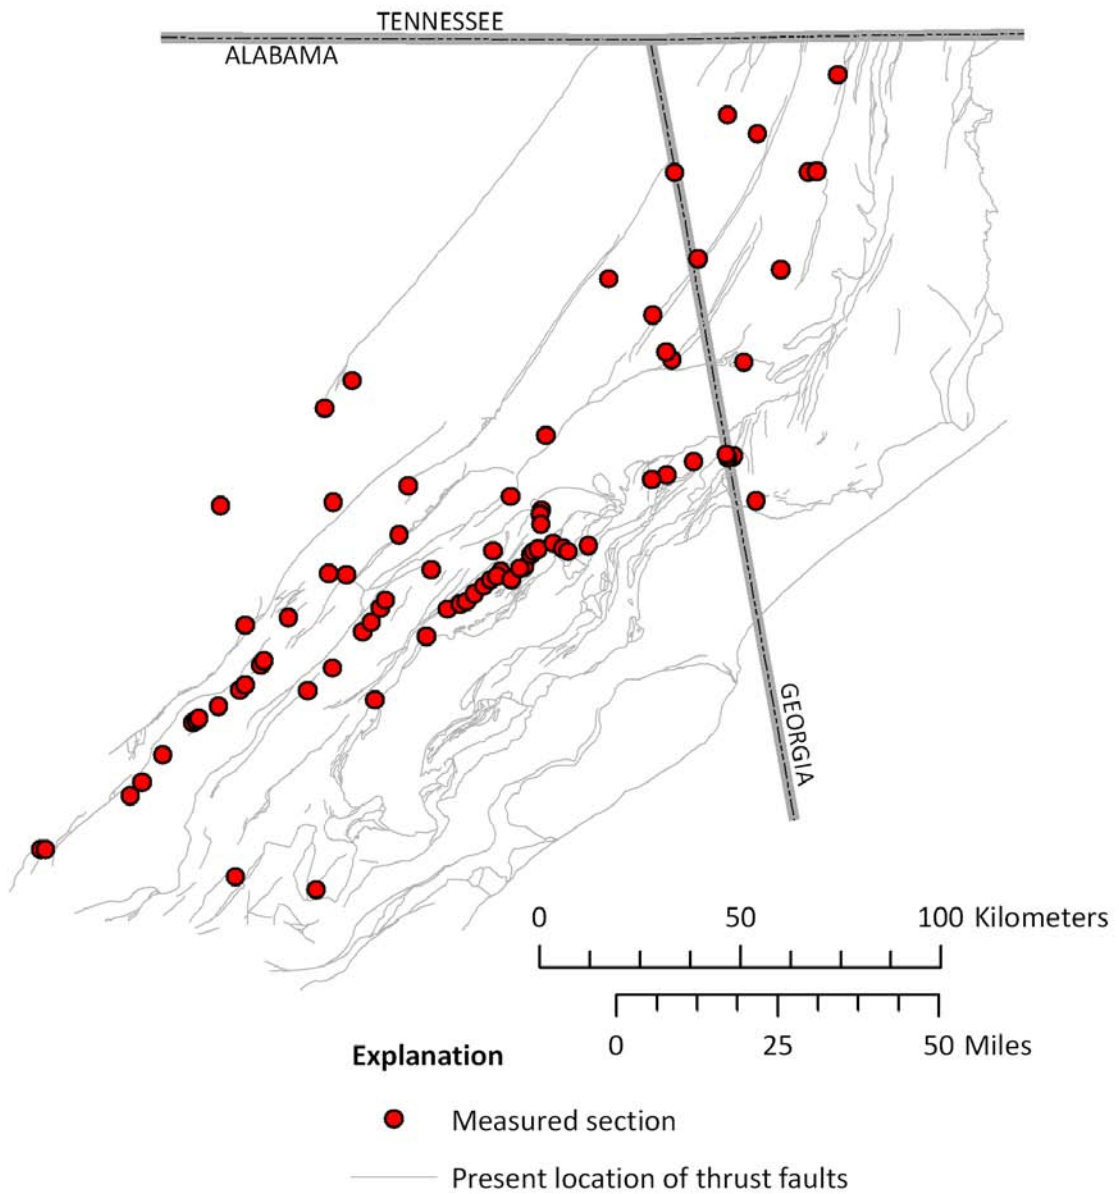 TENNESSEE
ALABAMA
GEORGIA
0 50 100 Kilometers
0 25 50 Miles
Explanation
Measured section
Present location of thrust faults